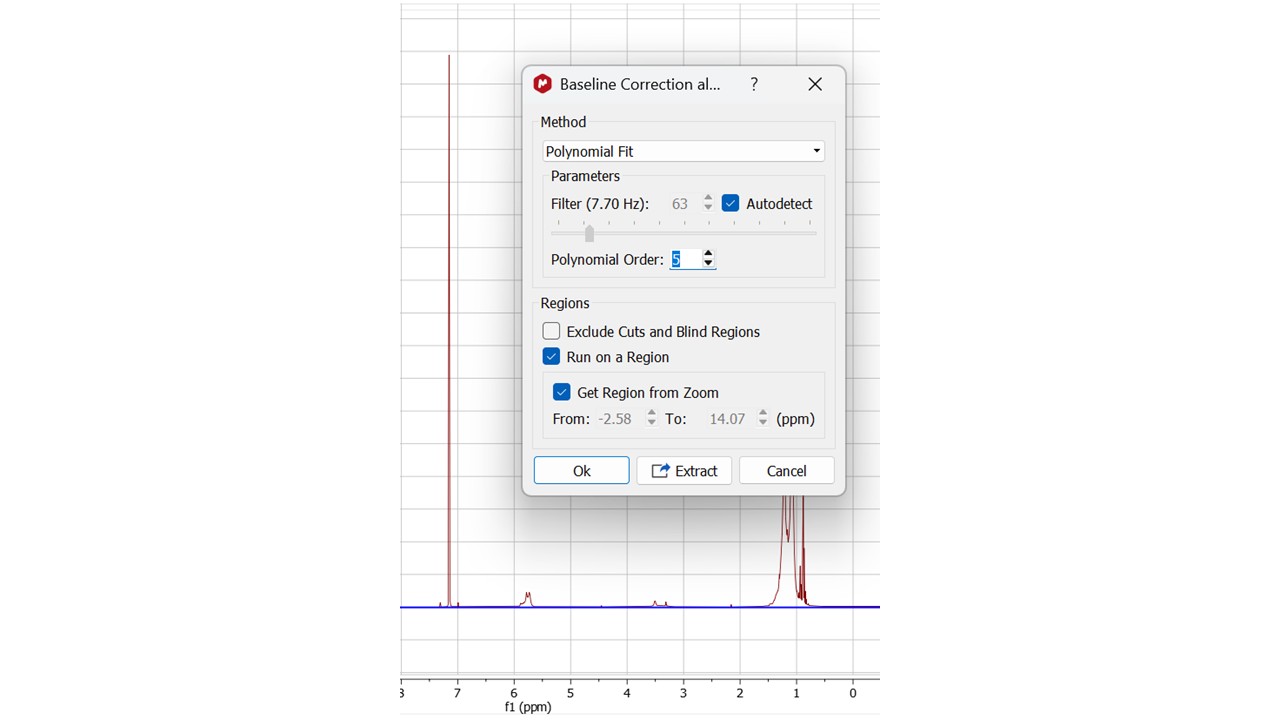 Baseline Correction al... ?
Method
Polynomial Fit
Parameters
Filter (7.70 Hz): 63 Autodetect
Polynomial Order: 5
Regions
Exclude Cuts and Blind Regions
Run on a Region
Get Region from Zoom
From: -2.58 To: 14.07 (ppm)
Ok Extract Cancel
8 7 6 5 4 3 2 1 0
f1 (ppm)